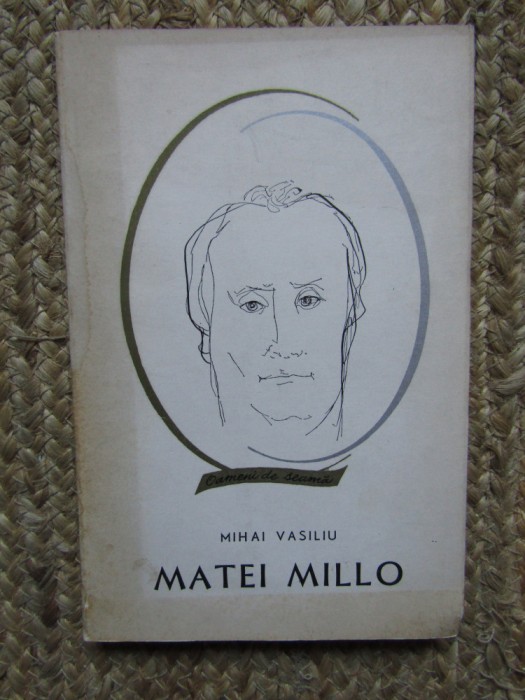 Oameni de seamă
MIHAI VASILIU
MATEI MILLO